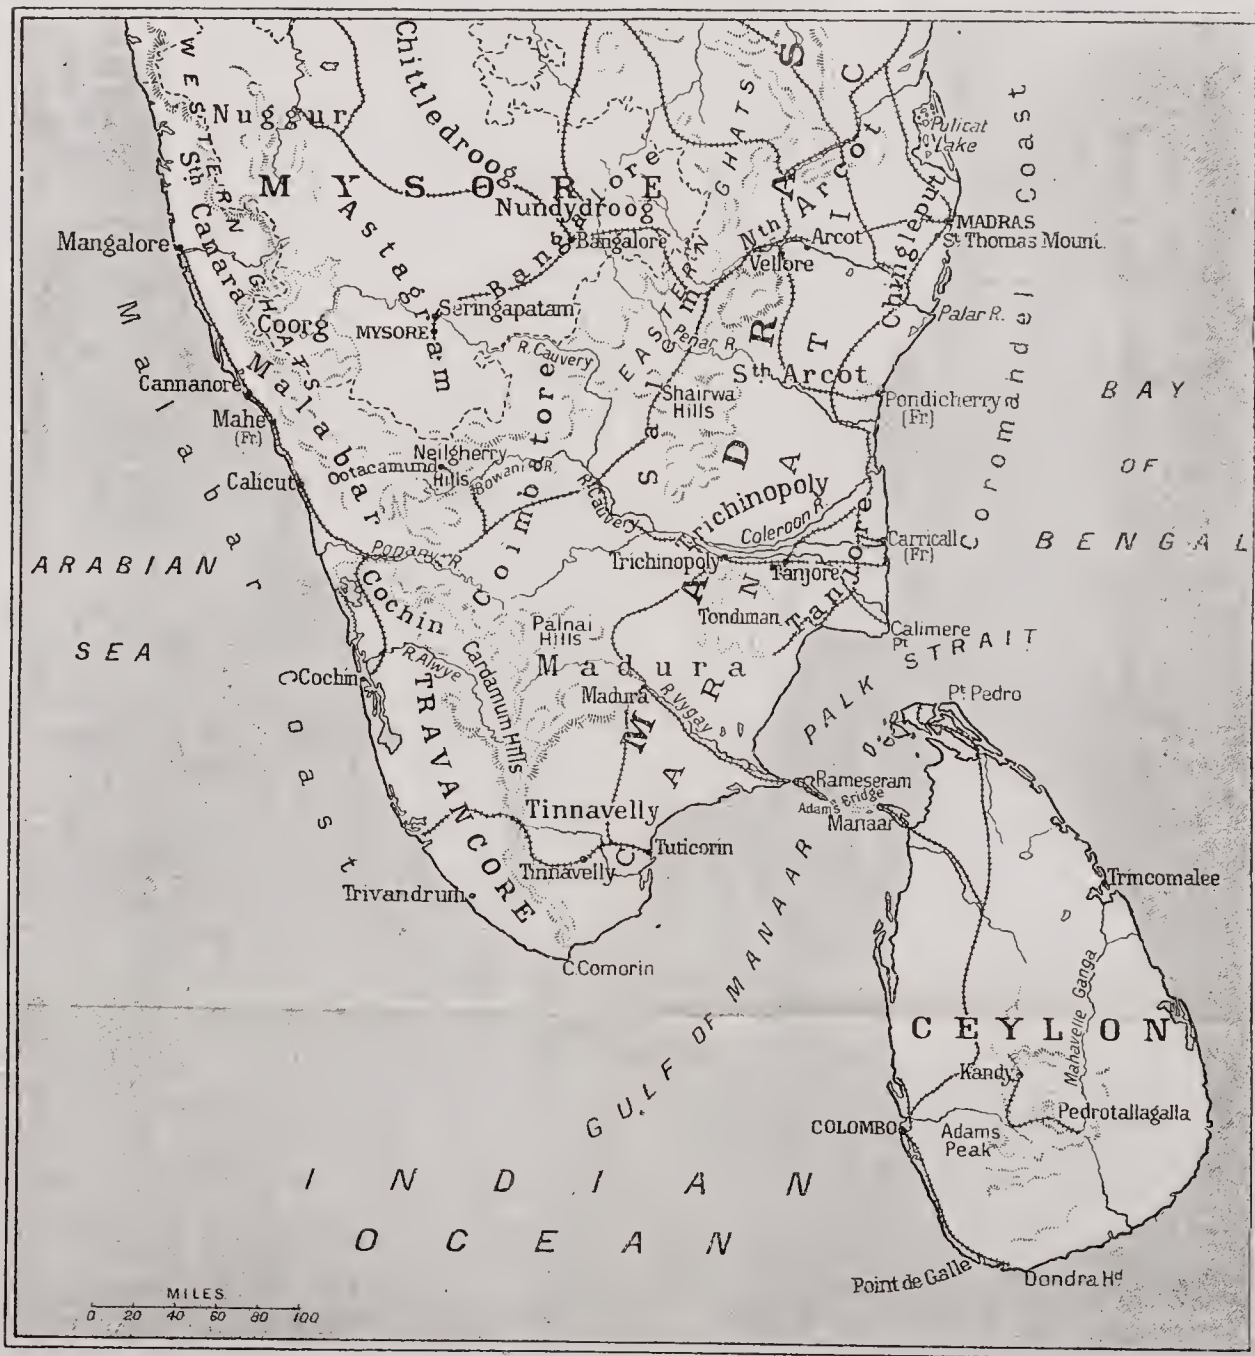 WESTERN GHATS
Nuggur
Chittledroog
MYSORE
Sth Canara
Astagram
Bangalore
Nundydroog
Bangalore
EASTERN GHATS
Nth Arcot
Arcot
Vellore
Pulicat
Lake
Chingleput
MADRAS
St. Thomas Mount.
Coromandel Coast
Mangalore
Malabar Coast
Coorg
MYSORE
Seringapatam
R. Cauvery
Penar R.
Palar R.
Salem
Sth Arcot
Shairwa
Hills
MADRAS
CARNATIC
Cannanore
Mahe
(Fr.)
Malabar
Calicut
Ootacamund
Neilgherry
Hills
Bowani R.
Coimbatore
R. Cauvery
Pondicherry
(Fr.)
BAY
OF
BENGAL
Trichinopoly
Coleroon R.
Trichinopoly
Tanjore
Tanjore
Carricall
(Fr.)
ARABIAN
SEA
Ponany R.
Cochin
Palnai
Hills
Tondiman
Calimere
Pt
PALK STRAIT
Cochin
R. Alwye
Cardamum Hills
Madura
Madura
R. Vygay
TRAVANCORE
Pt. Pedro
Rameseram
Adam's Bridge
Manaar
Tinnavelly
Tinnavelly
Tuticorin
Trivandrum
C. Comorin
GULF OF MANAAR
Trincomalee
CEYLON
Mahavelle Ganga
Kandy
Pedrotallagalla
COLOMBO
Adams
Peak
INDIAN
OCEAN
Point de Galle
Dondra Hd
MILES
0 20 40 60 80 100